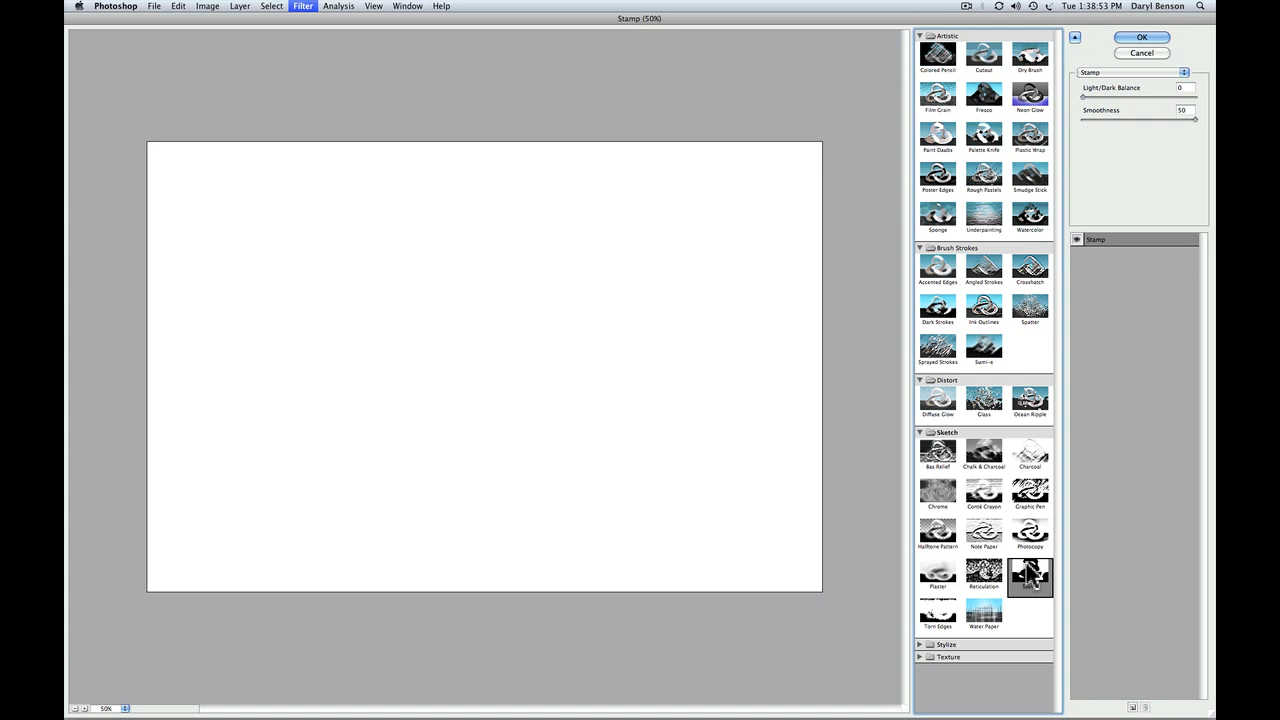 Photoshop File Edit Image Layer Select Filter Analysis View Window Help Tue 1:38:53 PM Daryl Benson
Stamp (50%)
Artistic
Colored Pencil Cutout Dry Brush
Film Grain Fresco Neon Glow
Paint Daubs Palette Knife Plastic Wrap
Poster Edges Rough Pastels Smudge Stick
Sponge Underpainting Watercolor
Brush Strokes
Accented Edges Angled Strokes Crosshatch
Dark Strokes Ink Outlines Spatter
Sprayed Strokes Sumi-e
Distort
Diffuse Glow Glass Ocean Ripple
Sketch
Bas Relief Chalk & Charcoal Charcoal
Chrome Conté Crayon Graphic Pen
Halftone Pattern Note Paper Photocopy
Plaster Reticulation
Torn Edges Water Paper
Stylize
Texture
OK
Cancel
Stamp
Light/Dark Balance 0
Smoothness 50
Stamp
50%